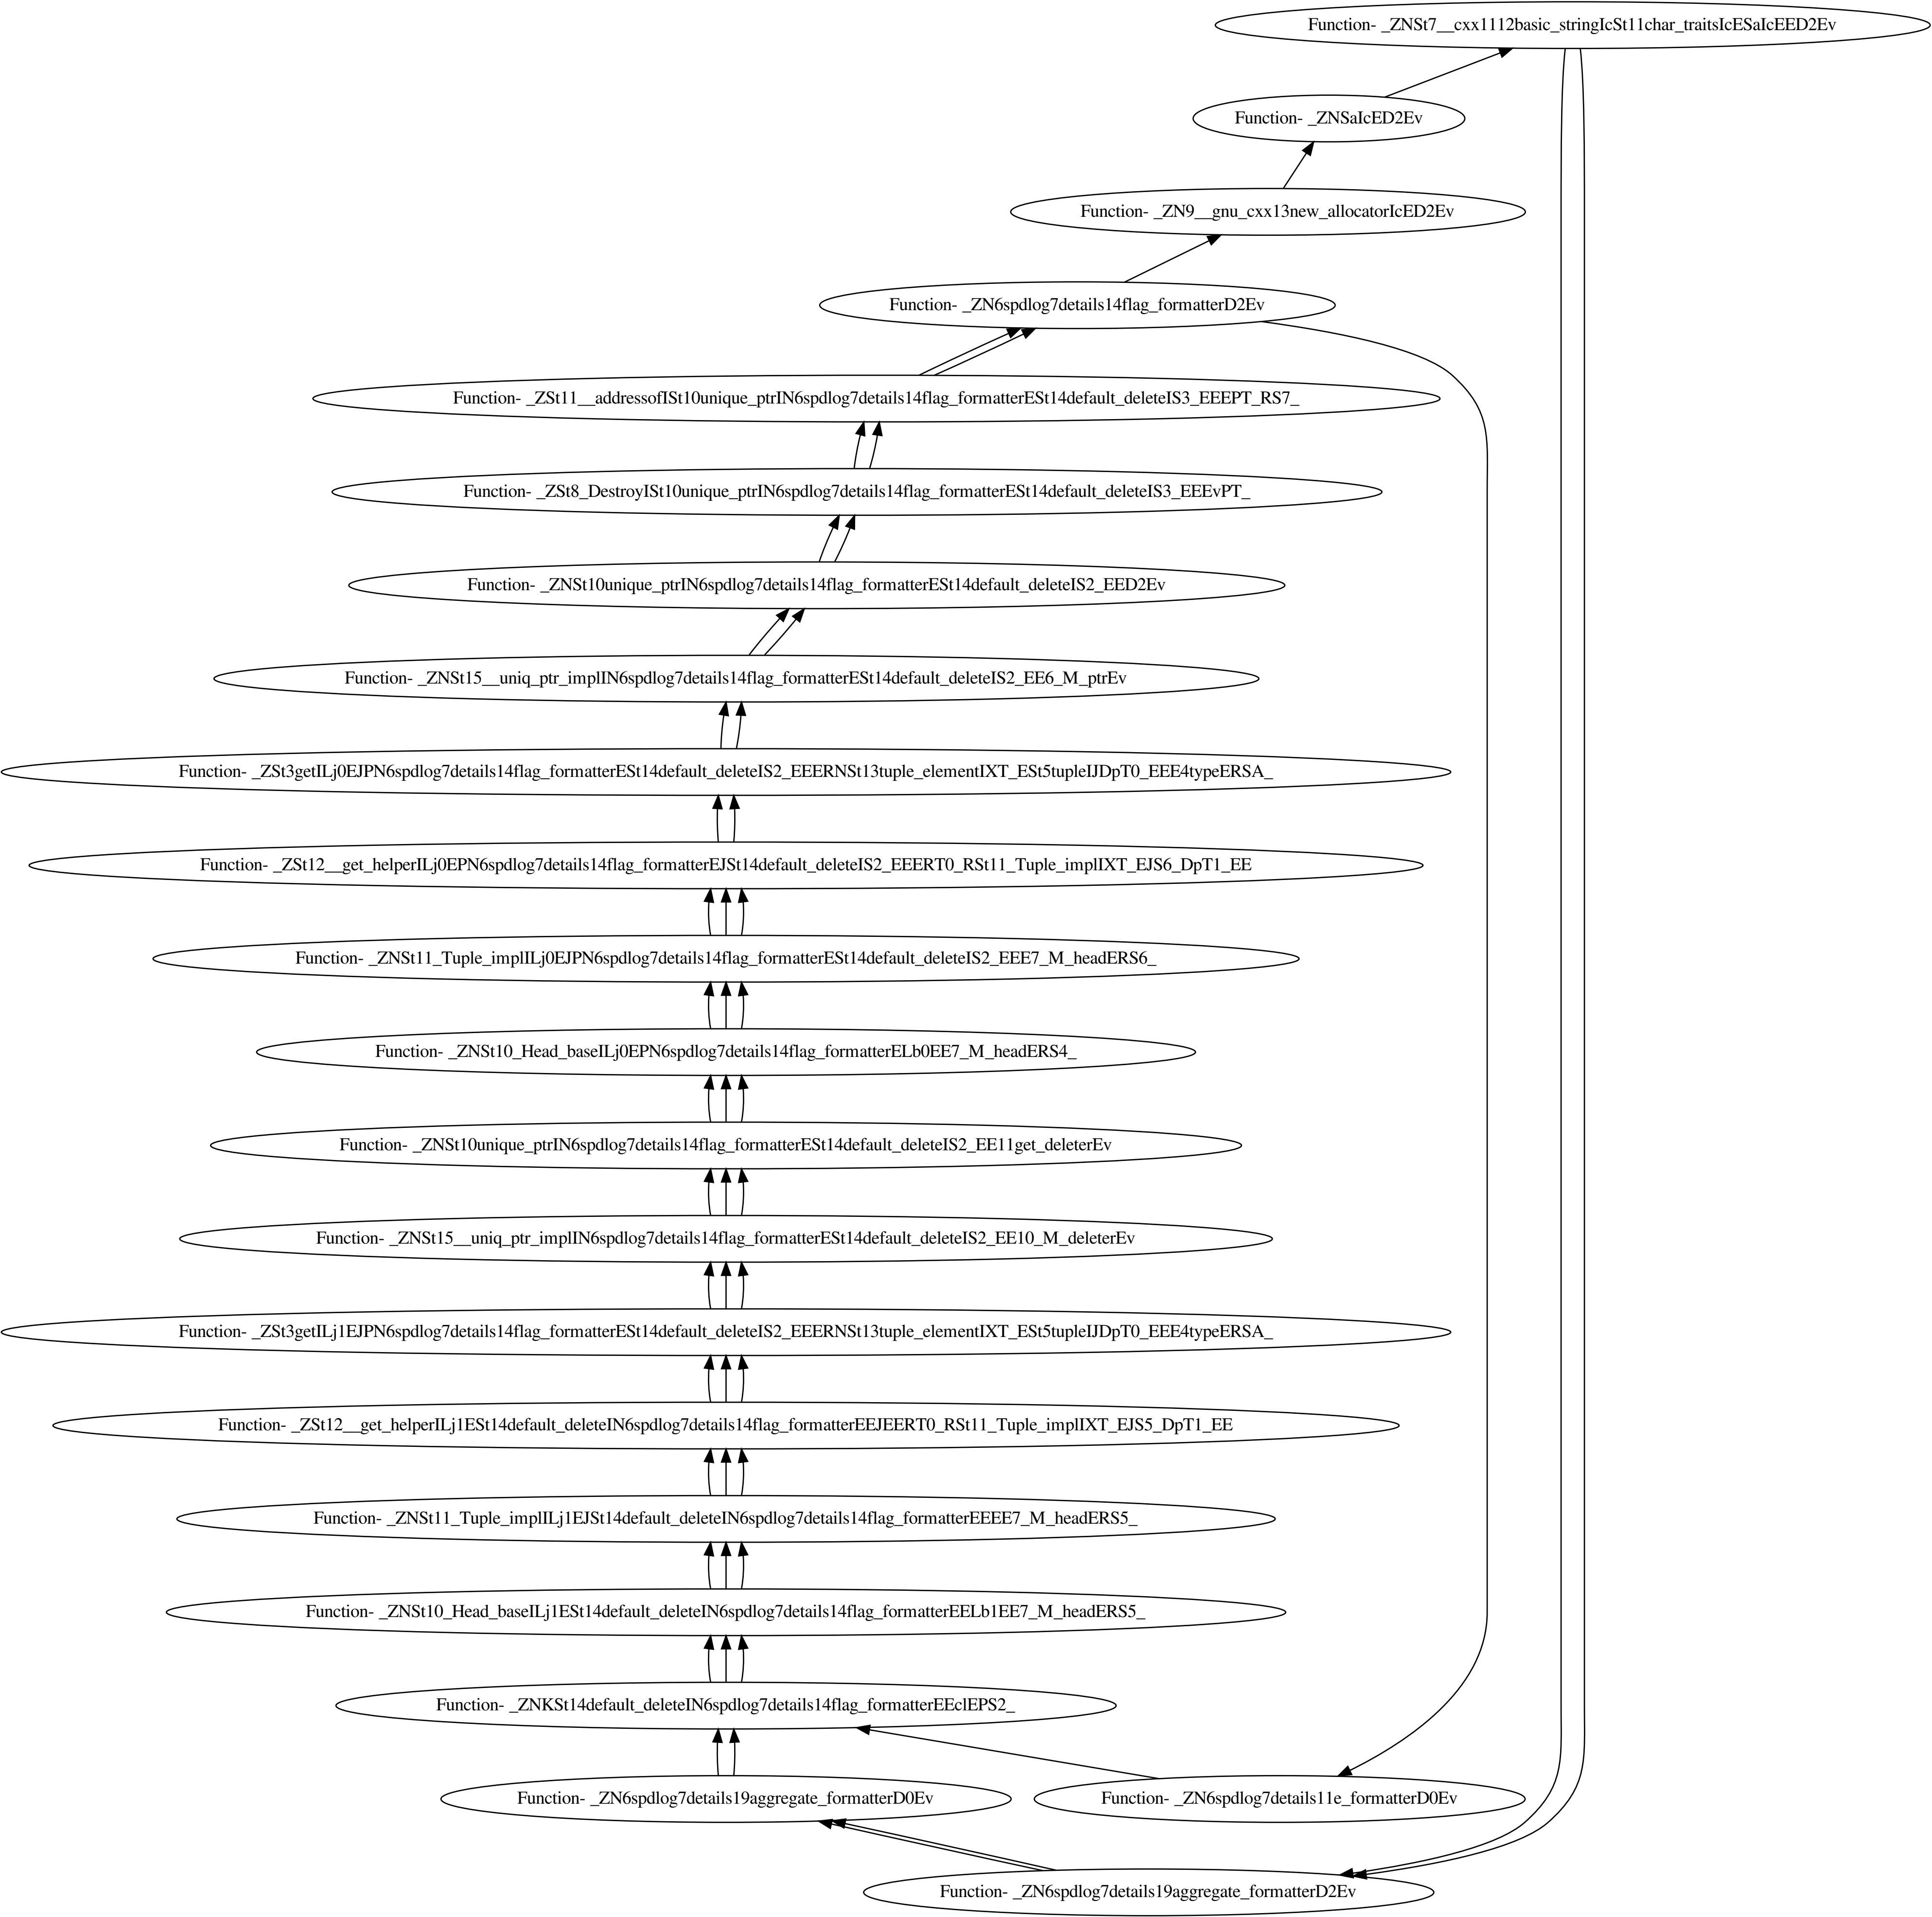 Function- _ZNSt7__cxx1112basic_stringIcSt11char_traitsIcESaIcEED2Ev
Function- _ZNSaIcED2Ev
Function- _ZN9__gnu_cxx13new_allocatorIcED2Ev
Function- _ZN6spdlog7details14flag_formatterD2Ev
Function- _ZSt11__addressofISt10unique_ptrIN6spdlog7details14flag_formatterESt14default_deleteIS3_EEEPT_RS7_
Function- _ZSt8_DestroyISt10unique_ptrIN6spdlog7details14flag_formatterESt14default_deleteIS3_EEEvPT_
Function- _ZNSt10unique_ptrIN6spdlog7details14flag_formatterESt14default_deleteIS2_EED2Ev
Function- _ZNSt15__uniq_ptr_implIN6spdlog7details14flag_formatterESt14default_deleteIS2_EE6_M_ptrEv
Function- _ZSt3getILj0EJPN6spdlog7details14flag_formatterESt14default_deleteIS2_EEERNSt13tuple_elementIXT_ESt5tupleIJDpT0_EEE4typeERSA_
Function- _ZSt12__get_helperILj0EPN6spdlog7details14flag_formatterEJSt14default_deleteIS2_EEERT0_RSt11_Tuple_implIXT_EJS6_DpT1_EE
Function- _ZNSt11_Tuple_implILj0EJPN6spdlog7details14flag_formatterESt14default_deleteIS2_EEE7_M_headERS6_
Function- _ZNSt10_Head_baseILj0EPN6spdlog7details14flag_formatterELb0EE7_M_headERS4_
Function- _ZNSt10unique_ptrIN6spdlog7details14flag_formatterESt14default_deleteIS2_EE11get_deleterEv
Function- _ZNSt15__uniq_ptr_implIN6spdlog7details14flag_formatterESt14default_deleteIS2_EE10_M_deleterEv
Function- _ZSt3getILj1EJPN6spdlog7details14flag_formatterESt14default_deleteIS2_EEERNSt13tuple_elementIXT_ESt5tupleIJDpT0_EEE4typeERSA_
Function- _ZSt12__get_helperILj1ESt14default_deleteIN6spdlog7details14flag_formatterEEJEERT0_RSt11_Tuple_implIXT_EJS5_DpT1_EE
Function- _ZNSt11_Tuple_implILj1EJSt14default_deleteIN6spdlog7details14flag_formatterEEEE7_M_headERS5_
Function- _ZNSt10_Head_baseILj1ESt14default_deleteIN6spdlog7details14flag_formatterEELb1EE7_M_headERS5_
Function- _ZNKSt14default_deleteIN6spdlog7details14flag_formatterEEclEPS2_
Function- _ZN6spdlog7details19aggregate_formatterD0Ev
Function- _ZN6spdlog7details11e_formatterD0Ev
Function- _ZN6spdlog7details19aggregate_formatterD2Ev